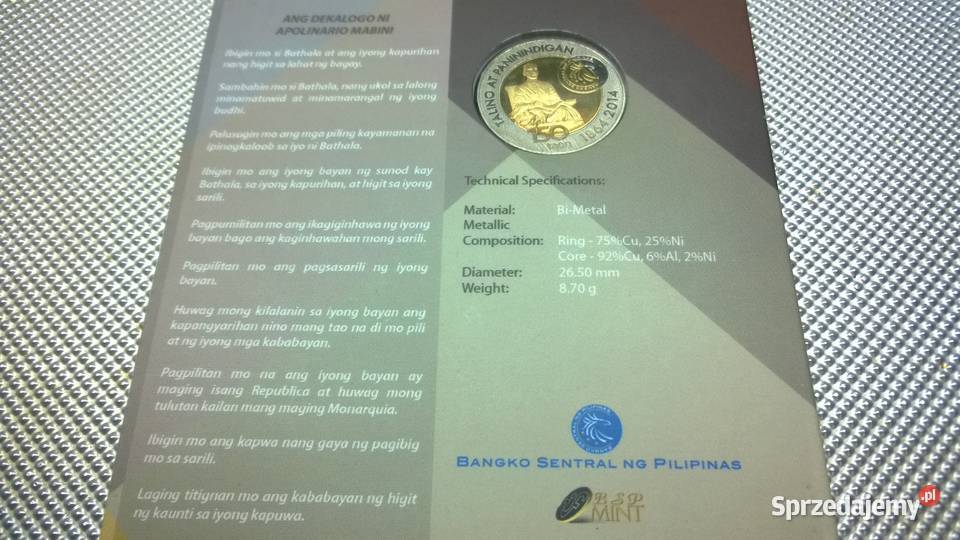 ANG DEKALOGO NI
APOLINARIO MABINI
Ibigin mo si Bathala at ang iyong kapurihan
nang higit sa lahat ng bagay.
Sambahin mo si Bathala, nang ukol sa lalong
minamatuwid at minamarangal ng iyong
budhi.
Palusugin mo ang mga piling kayamanan na
ipinagkaloob sa iyo ni Bathala.
Ibigin mo ang iyong bayan ng sunod kay
Bathala, sa iyong kapurihan, at higit sa iyong
sarili.
Pagpumilitan mo ang ikagiginhawa ng iyong
bayan bago ang kaginhawahan mong sarili.
Pagpilitan mo ang pagsasarili ng iyong
bayan.
Huwag mong kilalanin sa iyong bayan ang
kapangyarihan nino mang tao na di mo pili
at ng iyong mga kababayan.
Pagpilitan mo na ang iyong bayan ay
maging isang Republica at huwag mong
tulutan kailan mang maging Monarquia.
Ibigin mo ang kapwa nang gaya ng pagibig
mo sa sarili.
Laging titignan mo ang kababayan ng higit
ng kaunti sa iyong kapuwa.
TALINO AT PANININDIGAN
150
taon
1864-2014
Technical Specifications:
Material: Bi-Metal
Metallic
Composition: Ring - 75%Cu, 25%Ni
Core - 92%Cu, 6%Al, 2%Ni
Diameter: 26.50 mm
Weight: 8.70 g
BANGKO SENTRAL NG PILIPINAS
BSP
MINT
Sprzedajemy.pl